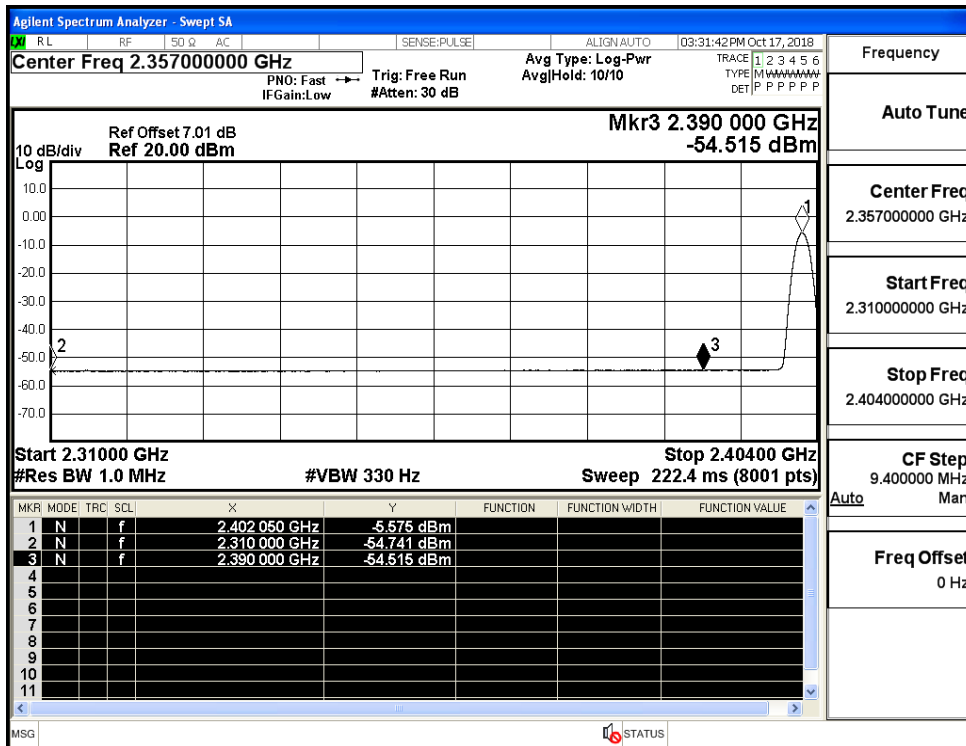 Agilent Spectrum Analyzer - Swept SA
LXI RL RF 50 Ω AC SENSE:PULSE ALIGNAUTO 03:31:42 PM Oct 17, 2018
Center Freq 2.357000000 GHz
PNO: Fast
IFGain:Low
Trig: Free Run
#Atten: 30 dB
Avg Type: Log-Pwr
Avg|Hold: 10/10
TRACE 1 2 3 4 5 6
TYPE M
DET P P P P P P
Mkr3 2.390 000 GHz
-54.515 dBm
Ref Offset 7.01 dB
10 dB/div Ref 20.00 dBm
Log
10.0
0.00
-10.0
-20.0
-30.0
-40.0
-50.0
-60.0
-70.0
1
2
3
Start 2.31000 GHz Stop 2.40400 GHz
#Res BW 1.0 MHz #VBW 330 Hz Sweep 222.4 ms (8001 pts)
MKR MODE TRC SCL X Y FUNCTION FUNCTION WIDTH FUNCTION VALUE
1 N f 2.402 050 GHz -5.575 dBm
2 N f 2.310 000 GHz -54.741 dBm
3 N f 2.390 000 GHz -54.515 dBm
4
5
6
7
8
9
10
11
MSG STATUS
Frequency
Auto Tune
Center Freq
2.357000000 GHz
Start Freq
2.310000000 GHz
Stop Freq
2.404000000 GHz
CF Step
9.400000 MHz
Auto Man
Freq Offset
0 Hz